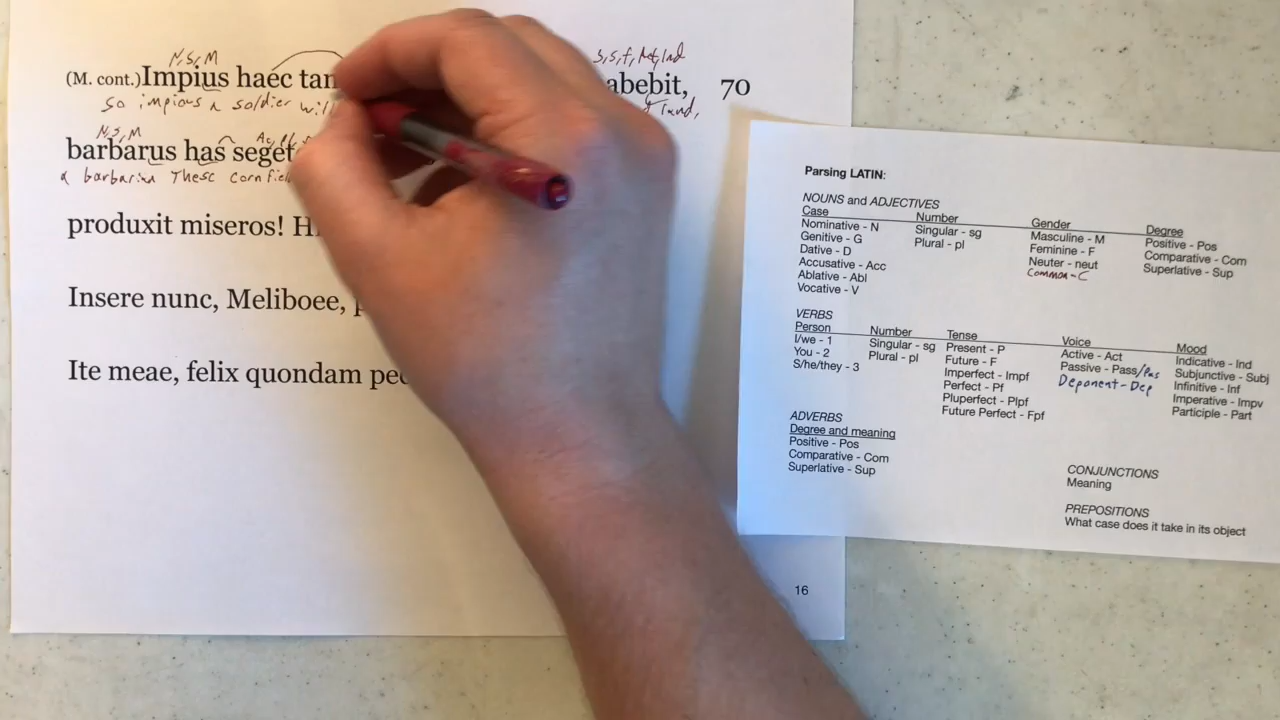 N, S, M
(M. cont.)Impius haec tan abebit, 70
so impious a soldier wil land,
N, S, M
barbarus has seget
a barbarian These cornfie
produxit miseros! H
Insere nunc, Meliboee, p
Ite meae, felix quondam pec
16
Parsing LATIN:
NOUNS and ADJECTIVES
Case Number Gender Degree
Nominative - N Singular - sg Masculine - M Positive - Pos
Genitive - G Plural - pl Feminine - F Comparative - Com
Dative - D Neuter - neut Superlative - Sup
Accusative - Acc Common - C
Ablative - Abl
Vocative - V
VERBS
Person Number Tense Voice Mood
I/we - 1 Singular - sg Present - P Active - Act Indicative - Ind
You - 2 Plural - pl Future - F Passive - Pass/Pas Subjunctive - Subj
S/he/they - 3 Imperfect - Impf Deponent - Dep Infinitive - Inf
Perfect - Pf Imperative - Impv
Pluperfect - Plpf Participle - Part
Future Perfect - Fpf
ADVERBS
Degree and meaning
Positive - Pos
Comparative - Com
Superlative - Sup
CONJUNCTIONS
Meaning
PREPOSITIONS
What case does it take in its object